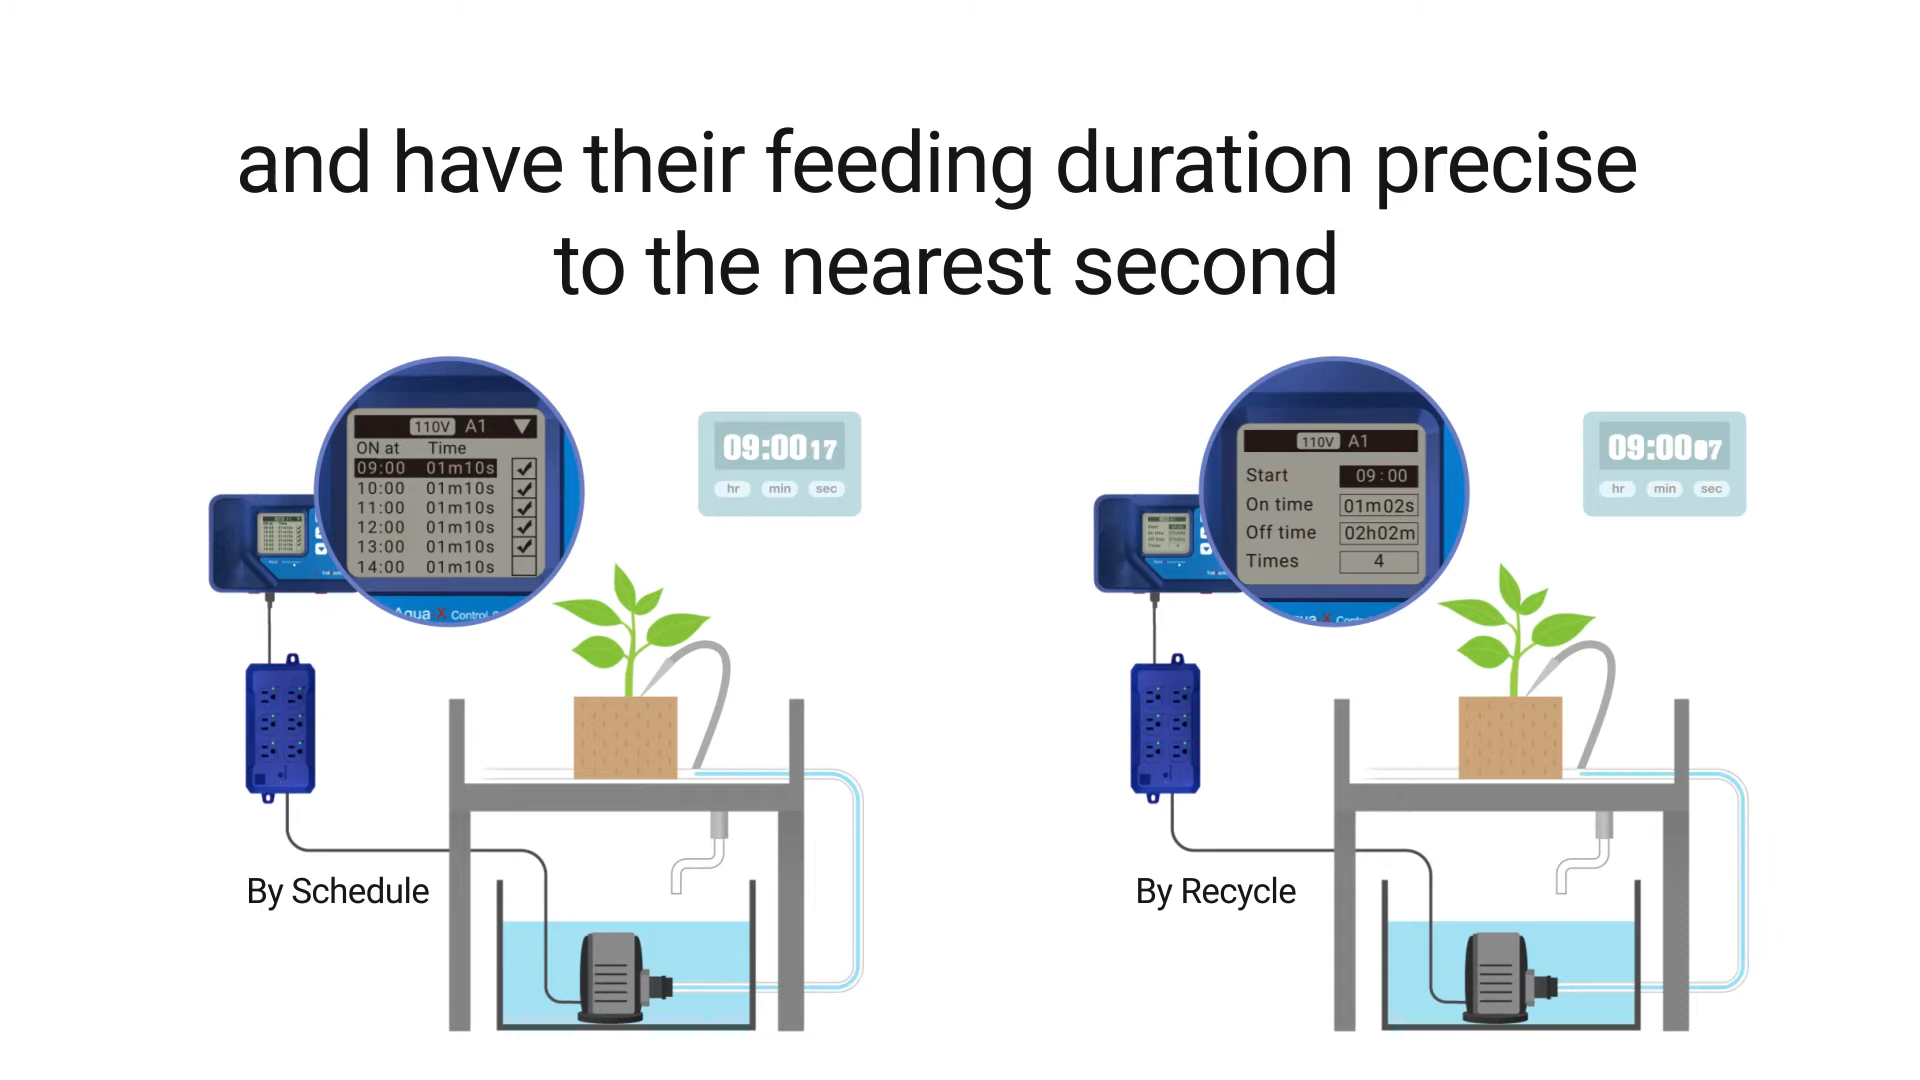 and have their feeding duration precise
to the nearest second
110V A1
ON at Time
09:00 01m10s
10:00 01m10s
11:00 01m10s
12:00 01m10s
13:00 01m10s
14:00 01m10s
Aqua X Control
09:00 17
hr min sec
By Schedule
110V A1
Start 09:00
On time 01m02s
Off time 02h02m
Times 4
09:00 07
hr min sec
By Recycle